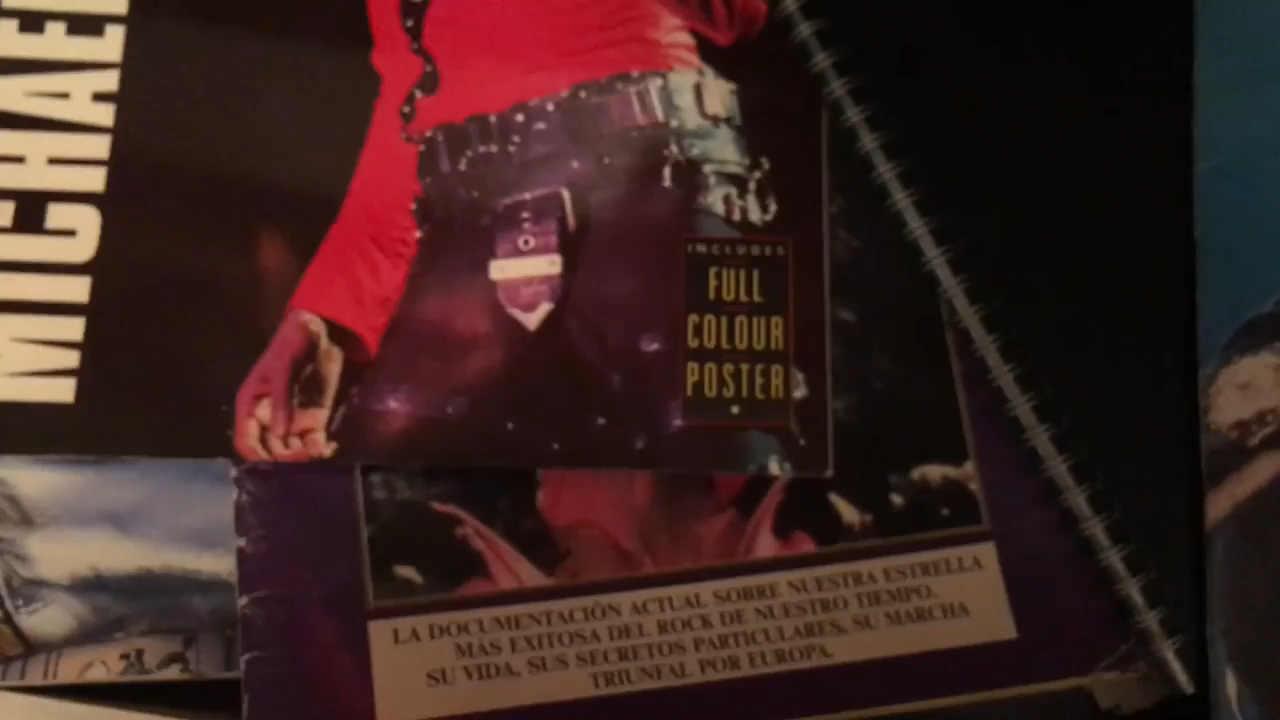 MICHAE
INCLUDES
FULL
COLOUR
POSTER
LA DOCUMENTACIÓN ACTUAL SOBRE NUESTRA ESTRELLA
MÁS EXITOSA DEL ROCK DE NUESTRO TIEMPO.
SU VIDA, SUS SECRETOS PARTICULARES, SU MARCHA
TRIUNFAL POR EUROPA.